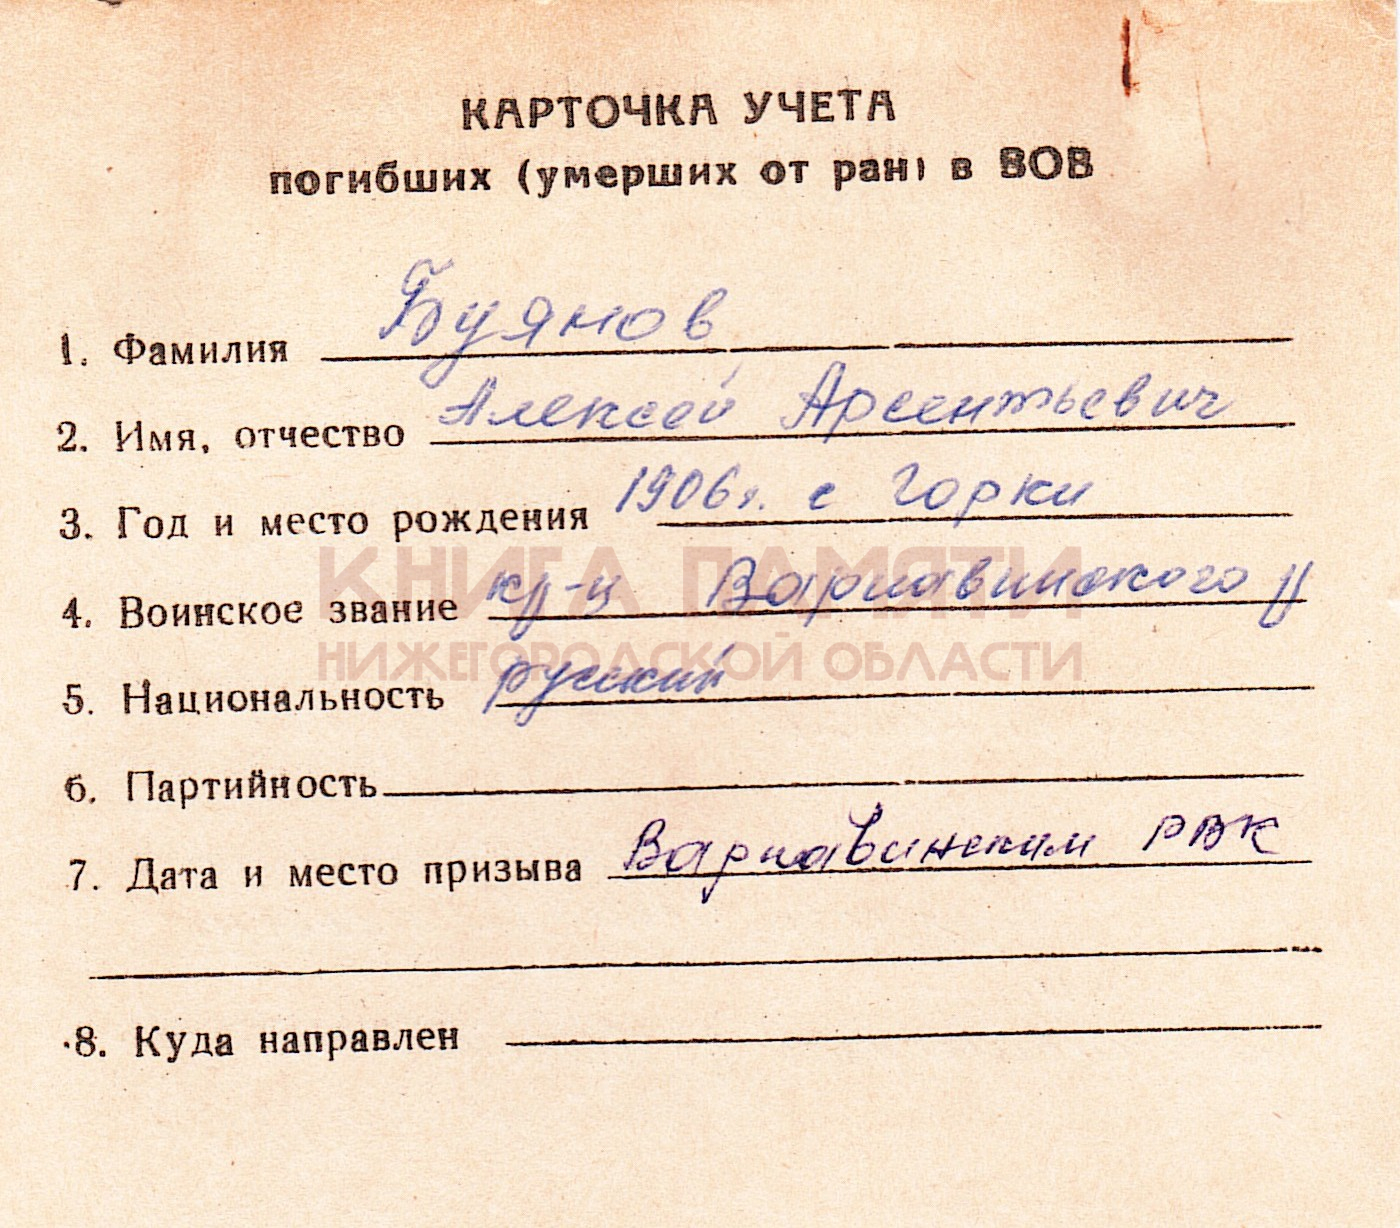 КАРТОЧКА УЧЕТА
погибших (умерших от ран) в ВОВ
1. Фамилия Буянов
2. Имя, отчество Алексей Арсентьевич
3. Год и место рождения 1906г. с Горки
КНИГА ПАМЯТИ
4. Воинское звание кр-ц Варнавинского р
НИЖЕГОРОДСКОЙ ОБЛАСТИ
5. Национальность русский
6. Партийность
7. Дата и место призыва Варнавинским РВК
8. Куда направлен